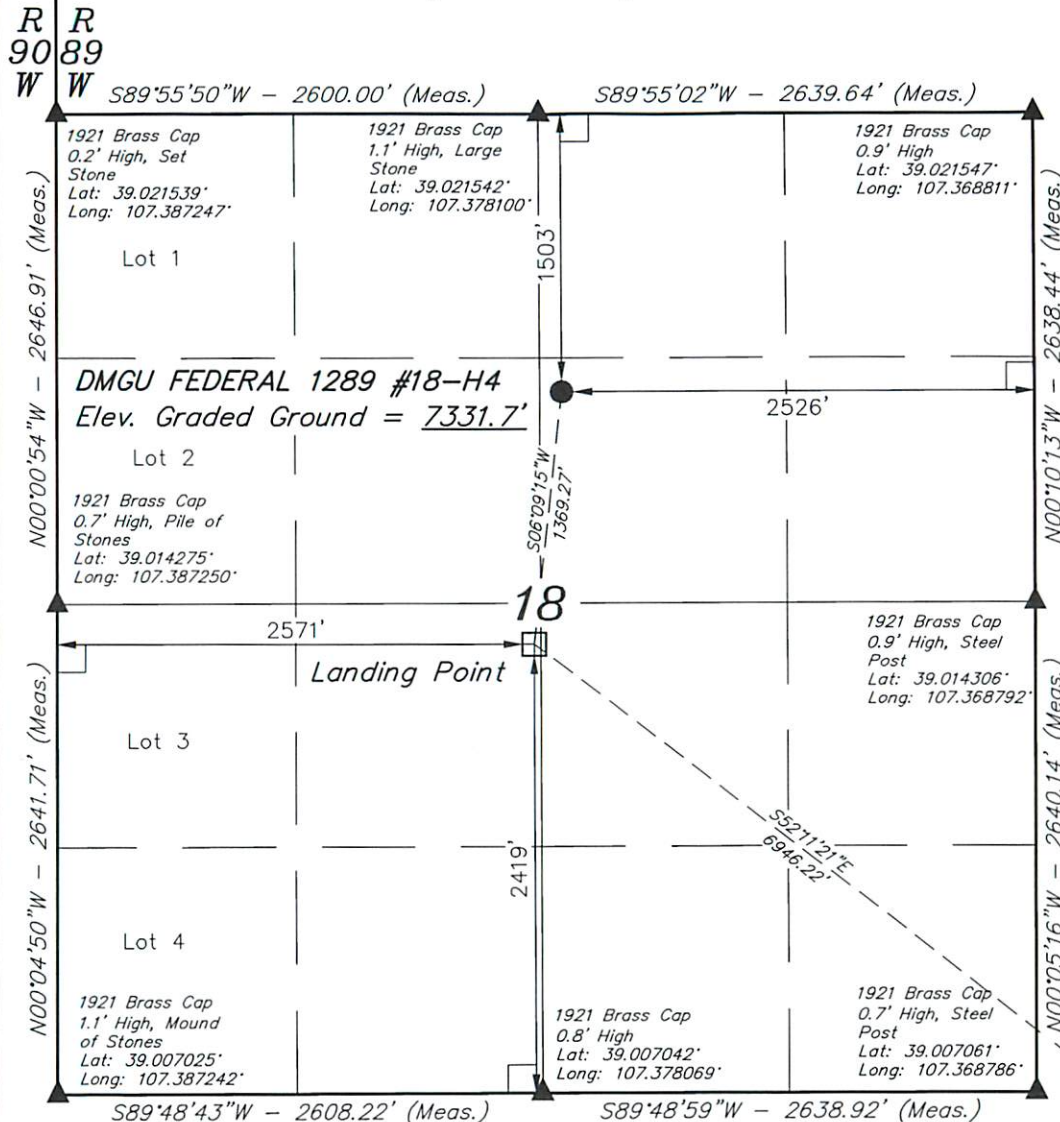 R R
90 89
W W
S89°55'50"W - 2600.00' (Meas.)
S89°55'02"W - 2639.64' (Meas.)
1921 Brass Cap
0.2' High, Set
Stone
Lat: 39.021539°
Long: 107.387247°
1921 Brass Cap
1.1' High, Large
Stone
Lat: 39.021542°
Long: 107.378100°
1921 Brass Cap
0.9' High
Lat: 39.021547°
Long: 107.368811°
N00°00'54"W - 2646.91' (Meas.)
Lot 1
1503'
N00°10'13"W - 2638.44' (Meas.)
DMGU FEDERAL 1289 #18-H4
Elev. Graded Ground = 7331.7'
2526'
Lot 2
S06°09'15"W
1369.27'
1921 Brass Cap
0.7' High, Pile of
Stones
Lat: 39.014275°
Long: 107.387250°
18
2571'
Landing Point
1921 Brass Cap
0.9' High, Steel
Post
Lat: 39.014306°
Long: 107.368792°
N00°04'50"W - 2641.71' (Meas.)
Lot 3
S52°11'21"E
6946.22'
2419'
N00°05'16"W - 2640.14' (Meas.)
Lot 4
1921 Brass Cap
1.1' High, Mound
of Stones
Lat: 39.007025°
Long: 107.387242°
1921 Brass Cap
0.8' High
Lat: 39.007042°
Long: 107.378069°
1921 Brass Cap
0.7' High, Steel
Post
Lat: 39.007061°
Long: 107.368786°
S89°48'43"W - 2608.22' (Meas.)
S89°48'59"W - 2638.92' (Meas.)